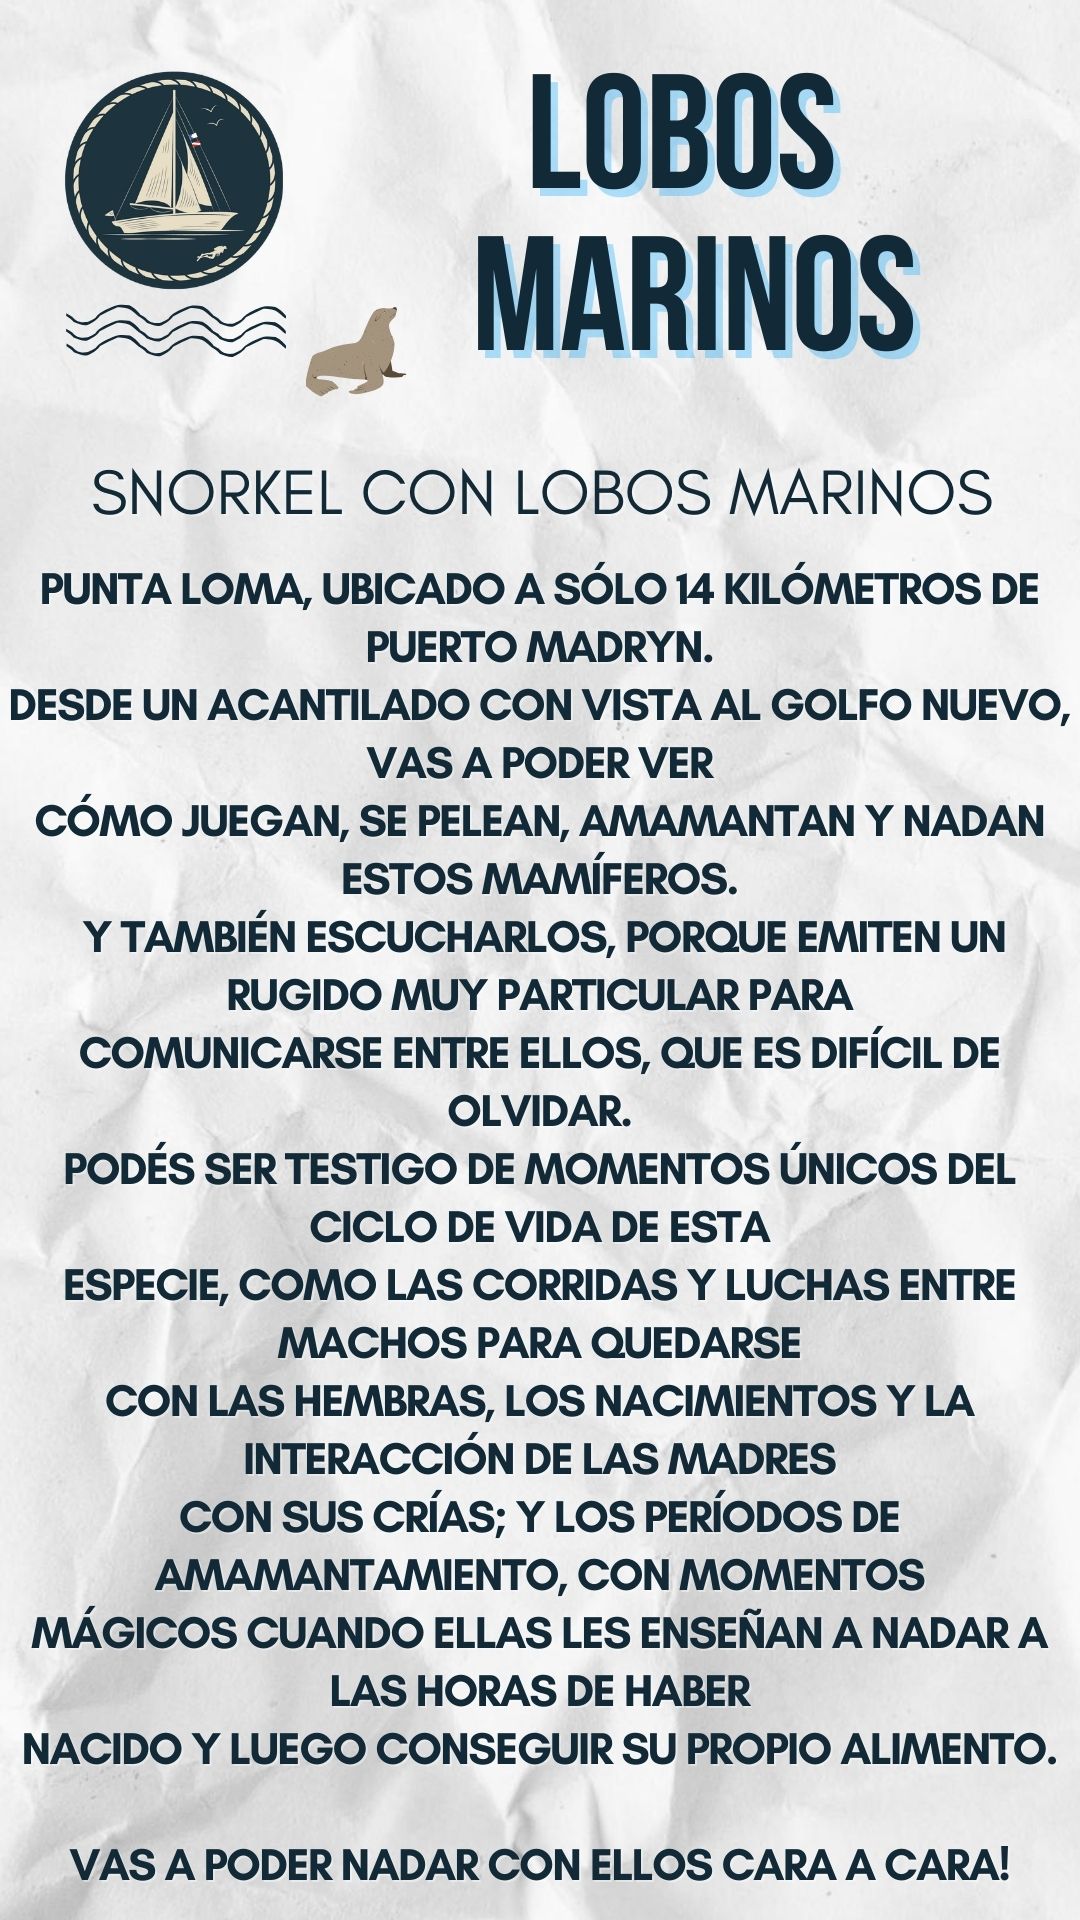 LOBOS
MARINOS
SNORKEL CON LOBOS MARINOS
PUNTA LOMA, UBICADO A SÓLO 14 KILÓMETROS DE
PUERTO MADRYN.
DESDE UN ACANTILADO CON VISTA AL GOLFO NUEVO,
VAS A PODER VER
CÓMO JUEGAN, SE PELEAN, AMAMANTAN Y NADAN
ESTOS MAMÍFEROS.
Y TAMBIÉN ESCUCHARLOS, PORQUE EMITEN UN
RUGIDO MUY PARTICULAR PARA
COMUNICARSE ENTRE ELLOS, QUE ES DIFÍCIL DE
OLVIDAR.
PODÉS SER TESTIGO DE MOMENTOS ÚNICOS DEL
CICLO DE VIDA DE ESTA
ESPECIE, COMO LAS CORRIDAS Y LUCHAS ENTRE
MACHOS PARA QUEDARSE
CON LAS HEMBRAS, LOS NACIMIENTOS Y LA
INTERACCIÓN DE LAS MADRES
CON SUS CRÍAS; Y LOS PERÍODOS DE
AMAMANTAMIENTO, CON MOMENTOS
MÁGICOS CUANDO ELLAS LES ENSEÑAN A NADAR A
LAS HORAS DE HABER
NACIDO Y LUEGO CONSEGUIR SU PROPIO ALIMENTO.
VAS A PODER NADAR CON ELLOS CARA A CARA!